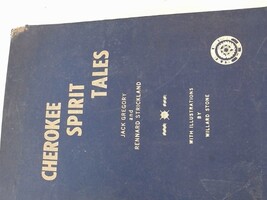 CHEROKEE
SPIRIT
TALES
JACK GREGORY
and
RENNARD STRICKLAND
WITH ILLUSTRATIONS
BY
WILLARD STONE